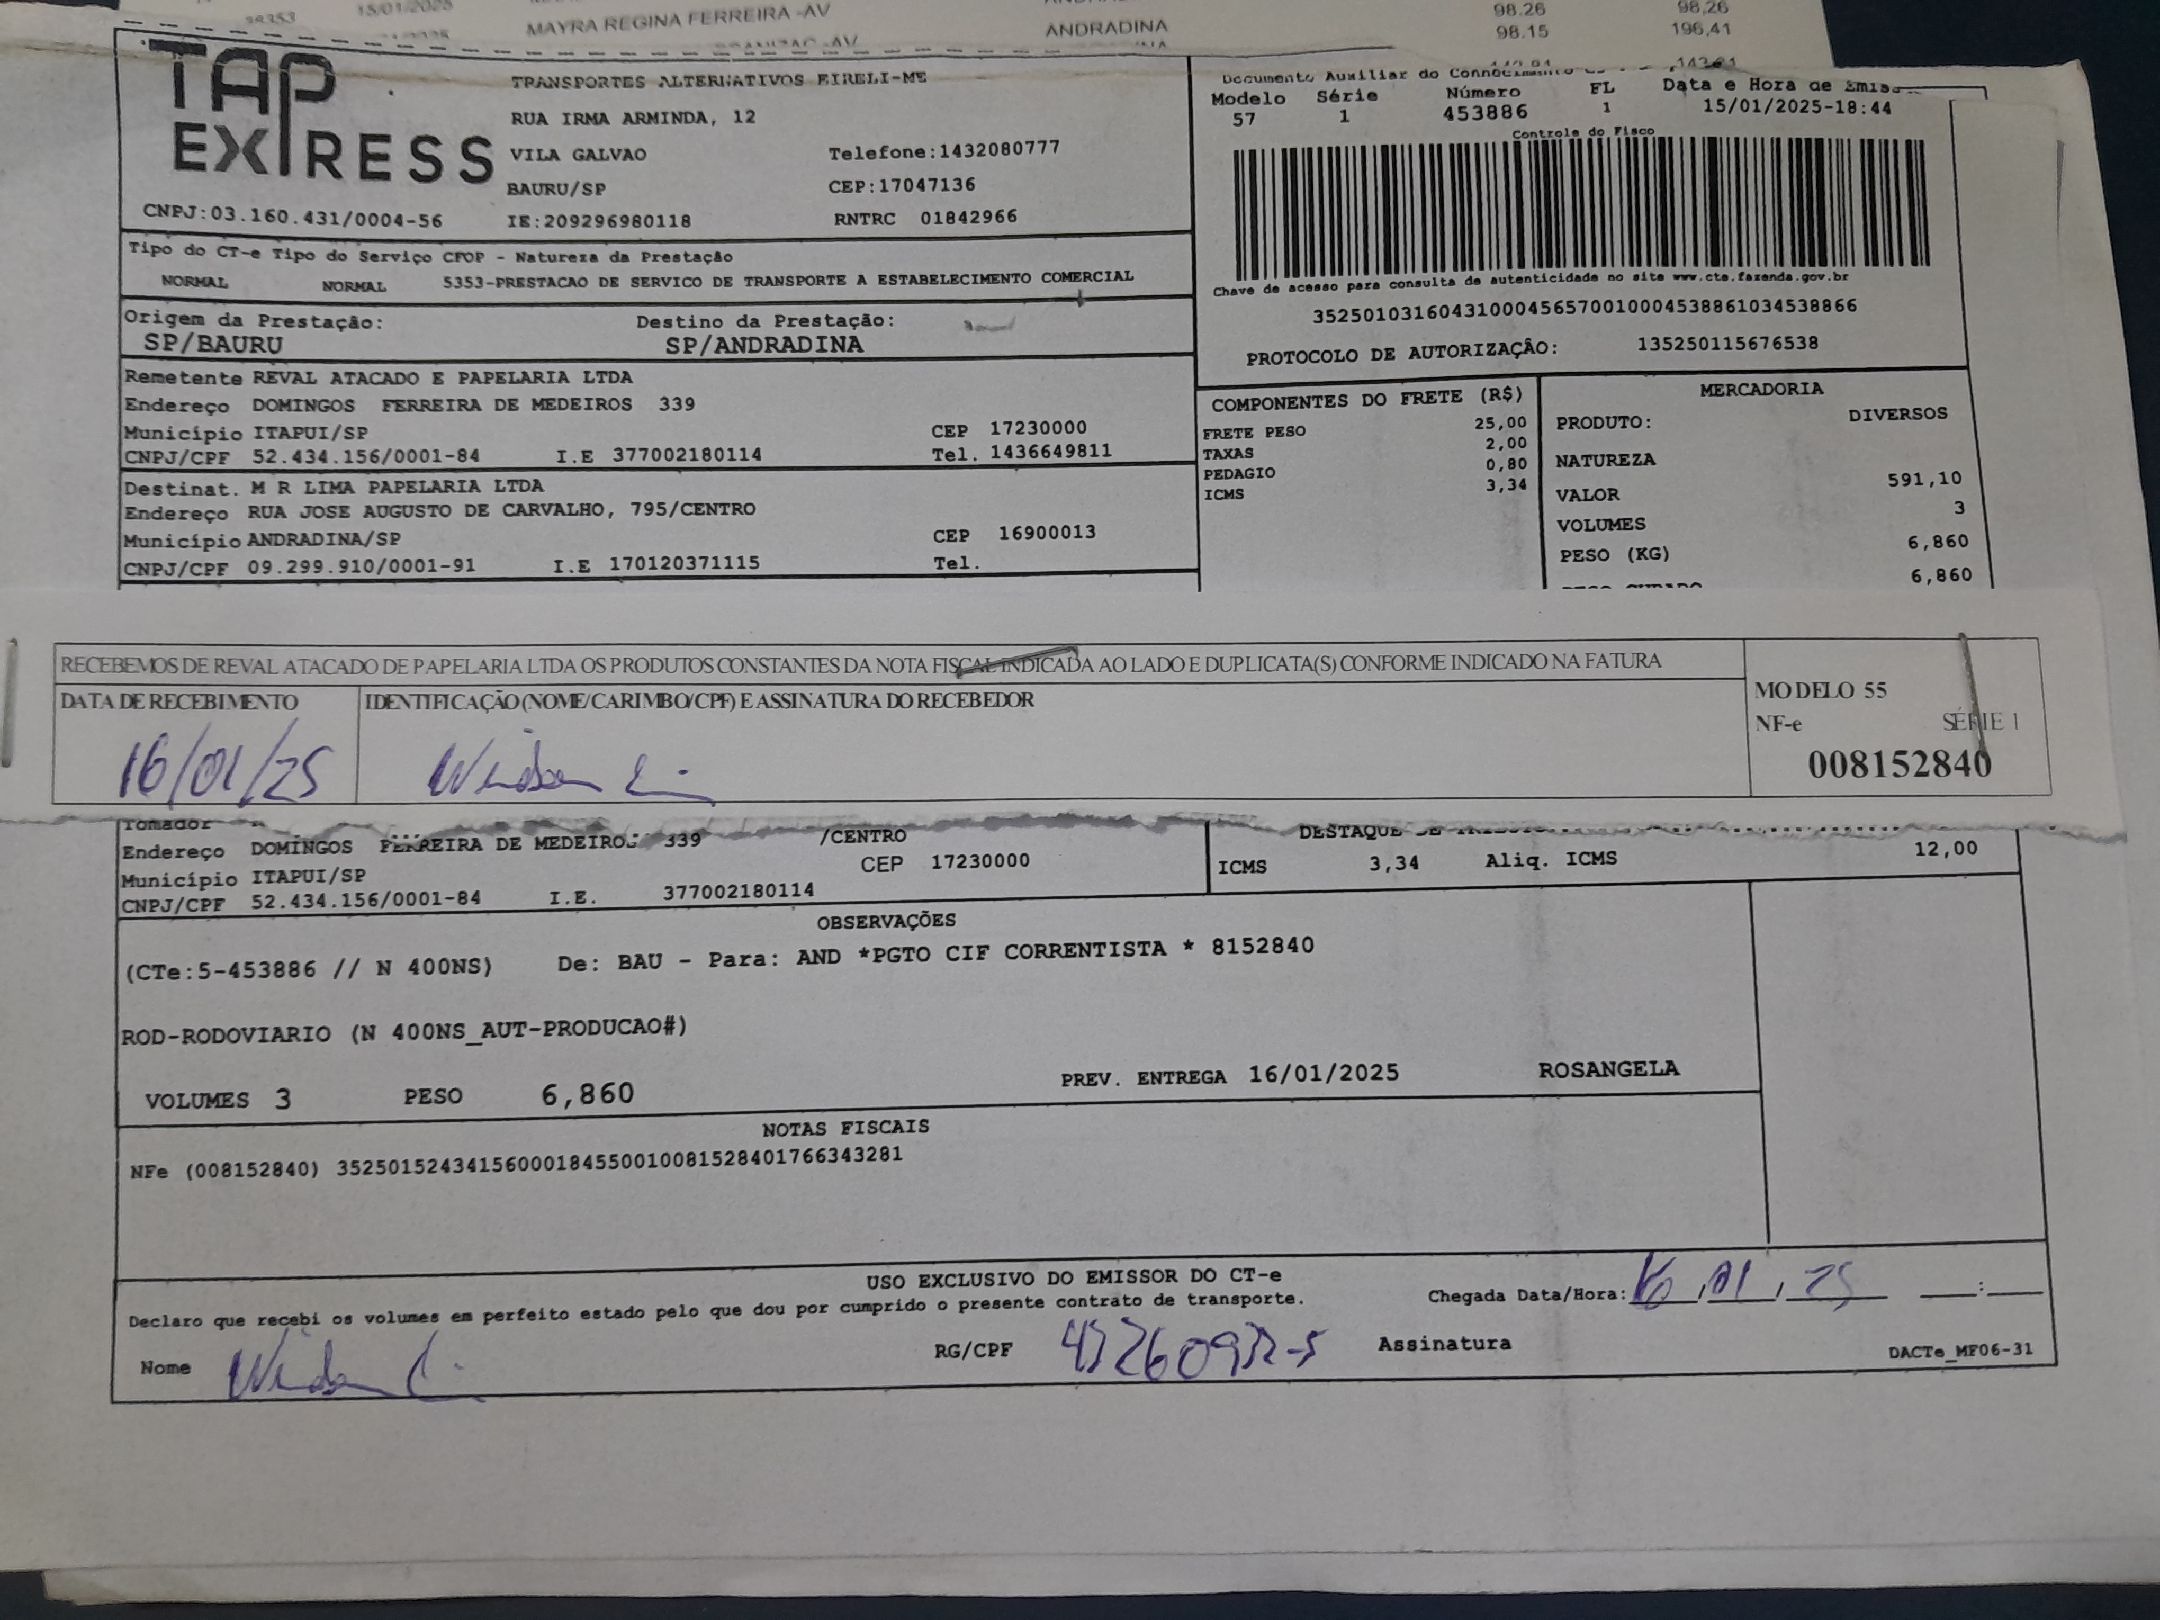 15/01/2025
MAYRA REGINA FERREIRA -AV ANDRADINA 98.26 98,26
98.15 196,41
TAP EXPRESS
TRANSPORTES ALTERNATIVOS EIRELI-ME
RUA IRMA ARMINDA, 12
VILA GALVAO Telefone:1432080777
BAURU/SP CEP:17047136
CNPJ:03.160.431/0004-56 IE:209296980118 RNTRC 01842966
Documento Auxiliar do
Modelo Série Número FL Data e Hora de
57 1 453886 1 15/01/2025-18:44
Controle do Fisco
Chave de acesso para consulta de autenticidade no site www.cte.fazenda.gov.br
35250103160431000456570010004538861034538866
PROTOCOLO DE AUTORIZAÇÃO: 135250115676538
Tipo do CT-e Tipo do Serviço CFOP - Natureza da Prestação
NORMAL NORMAL 5353-PRESTACAO DE SERVICO DE TRANSPORTE A ESTABELECIMENTO COMERCIAL
Origem da Prestação: Destino da Prestação:
SP/BAURU SP/ANDRADINA
Remetente REVAL ATACADO E PAPELARIA LTDA
Endereço DOMINGOS FERREIRA DE MEDEIROS 339
Município ITAPUI/SP CEP 17230000
CNPJ/CPF 52.434.156/0001-84 I.E 377002180114 Tel. 1436649811
Destinat. M R LIMA PAPELARIA LTDA
Endereço RUA JOSE AUGUSTO DE CARVALHO, 795/CENTRO
Município ANDRADINA/SP CEP 16900013
CNPJ/CPF 09.299.910/0001-91 I.E 170120371115 Tel.
COMPONENTES DO FRETE (R$)
FRETE PESO 25,00
TAXAS 2,00
PEDAGIO 0,80
ICMS 3,34
MERCADORIA
PRODUTO: DIVERSOS
NATUREZA
VALOR 591,10
VOLUMES 3
PESO (KG) 6,860
6,860
RECEBEMOS DE REVAL ATACADO DE PAPELARIA LTDA OS PRODUTOS CONSTANTES DA NOTA FISCAL INDICADA AO LADO E DUPLICATA(S) CONFORME INDICADO NA FATURA
DATA DE RECEBIMENTO IDENTIFICAÇÃO (NOME/CARIMBO/CPF) E ASSINATURA DO RECEBEDOR
16/01/25
MODELO 55
NF-e SÉRIE 1
008152840
Tomador
Endereço DOMINGOS FERREIRA DE MEDEIROS 339 /CENTRO
Município ITAPUI/SP CEP 17230000
CNPJ/CPF 52.434.156/0001-84 I.E. 377002180114
DESTAQUE
ICMS 3,34 Aliq. ICMS 12,00
OBSERVAÇÕES
(CTe:5-453886 // N 400NS) De: BAU - Para: AND *PGTO CIF CORRENTISTA * 8152840
ROD-RODOVIARIO (N 400NS_AUT-PRODUCAO#)
VOLUMES 3 PESO 6,860 PREV. ENTREGA 16/01/2025 ROSANGELA
NOTAS FISCAIS
NFe (008152840) 35250152434156000184550010081528401766343281
USO EXCLUSIVO DO EMISSOR DO CT-e
Declaro que recebi os volumes em perfeito estado pelo que dou por cumprido o presente contrato de transporte. Chegada Data/Hora: 16/01/25 :
Nome RG/CPF Assinatura DACTe_MF06-31